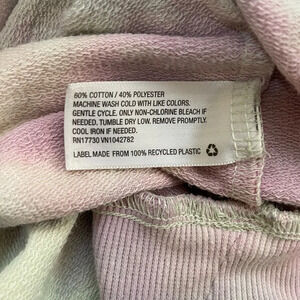 60% COTTON / 40% POLYESTER
MACHINE WASH COLD WITH LIKE COLORS.
GENTLE CYCLE. ONLY NON-CHLORINE BLEACH IF
NEEDED. TUMBLE DRY LOW. REMOVE PROMPTLY.
COOL IRON IF NEEDED.
RN17730 VN1042782
LABEL MADE FROM 100% RECYCLED PLASTIC